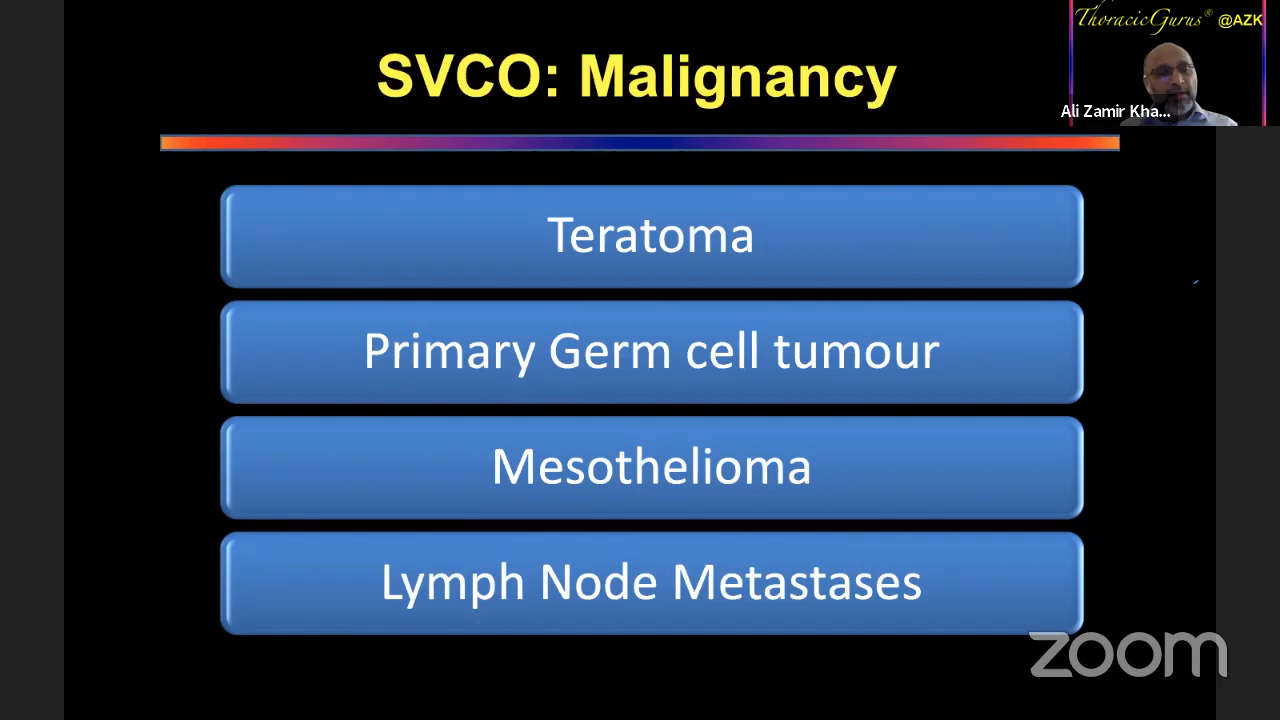 ThoracicGurus® @AZK
SVCO: Malignancy
Ali Zamir Kha...
Teratoma
Primary Germ cell tumour
Mesothelioma
Lymph Node Metastases
zoom